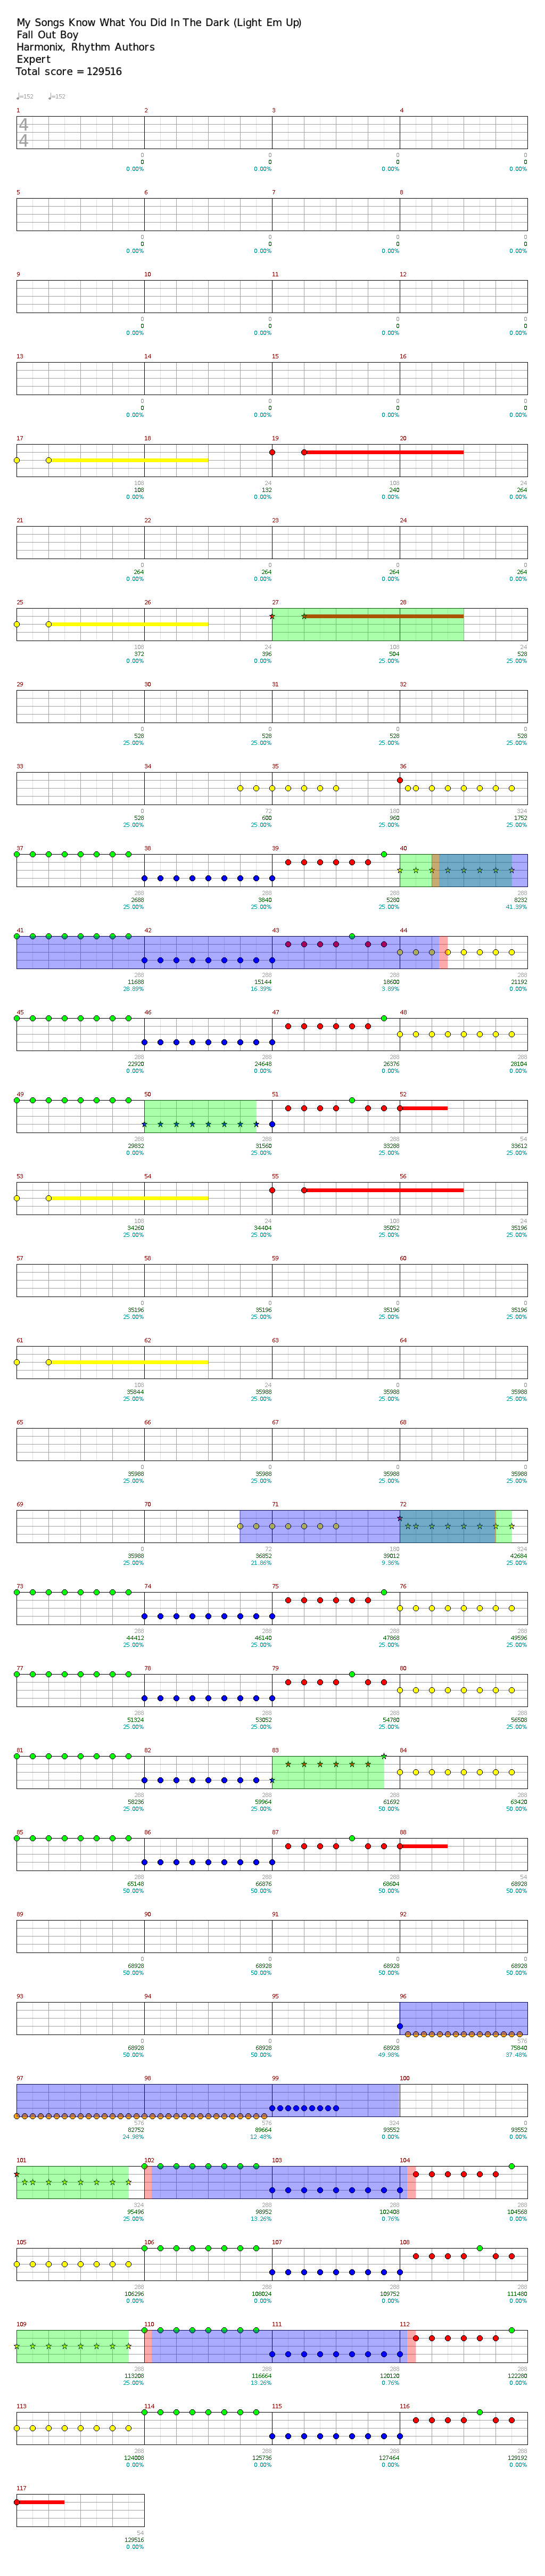 My Songs Know What You Did In The Dark (Light Em Up)
Fall Out Boy
Harmonix, Rhythm Authors
Expert
Total score = 129516
♩=152 ♩=152
1 2 3 4
4
4
0 0 0 0
0 0 0 0
0.00% 0.00% 0.00% 0.00%
5 6 7 8
0 0 0 0
0 0 0 0
0.00% 0.00% 0.00% 0.00%
9 10 11 12
0 0 0 0
0 0 0 0
0.00% 0.00% 0.00% 0.00%
13 14 15 16
0 0 0 0
0 0 0 0
0.00% 0.00% 0.00% 0.00%
17 18 19 20
108 24 108 24
108 132 240 264
0.00% 0.00% 0.00% 0.00%
21 22 23 24
0 0 0 0
264 264 264 264
0.00% 0.00% 0.00% 0.00%
25 26 27 28
108 24 108 24
372 396 504 528
0.00% 0.00% 25.00% 25.00%
29 30 31 32
0 0 0 0
528 528 528 528
25.00% 25.00% 25.00% 25.00%
33 34 35 36
0 72 180 324
528 600 960 1752
25.00% 25.00% 25.00% 25.00%
37 38 39 40
288 288 288 288
2688 3840 5280 8232
25.00% 25.00% 25.00% 41.39%
41 42 43 44
288 288 288 288
11688 15144 18600 21192
28.89% 16.39% 3.89% 0.00%
45 46 47 48
288 288 288 288
22920 24648 26376 28104
0.00% 0.00% 0.00% 0.00%
49 50 51 52
288 288 288 54
29832 31560 33288 33612
0.00% 25.00% 25.00% 25.00%
53 54 55 56
108 24 108 24
34260 34404 35052 35196
25.00% 25.00% 25.00% 25.00%
57 58 59 60
0 0 0 0
35196 35196 35196 35196
25.00% 25.00% 25.00% 25.00%
61 62 63 64
108 24 0 0
35844 35988 35988 35988
25.00% 25.00% 25.00% 25.00%
65 66 67 68
0 0 0 0
35988 35988 35988 35988
25.00% 25.00% 25.00% 25.00%
69 70 71 72
0 72 180 324
35988 36852 39012 42684
25.00% 21.86% 9.36% 25.00%
73 74 75 76
288 288 288 288
44412 46140 47868 49596
25.00% 25.00% 25.00% 25.00%
77 78 79 80
288 288 288 288
51324 53052 54780 56508
25.00% 25.00% 25.00% 25.00%
81 82 83 84
288 288 288 288
58236 59964 61692 63420
25.00% 25.00% 50.00% 50.00%
85 86 87 88
288 288 288 54
65148 66876 68604 68928
50.00% 50.00% 50.00% 50.00%
89 90 91 92
0 0 0 0
68928 68928 68928 68928
50.00% 50.00% 50.00% 50.00%
93 94 95 96
0 0 0 576
68928 68928 68928 75840
50.00% 50.00% 49.98% 37.48%
97 98 99 100
576 576 324 0
82752 89664 93552 93552
24.98% 12.48% 0.00% 0.00%
101 102 103 104
324 288 288 288
95496 98952 102408 104568
25.00% 13.26% 0.76% 0.00%
105 106 107 108
288 288 288 288
106296 108024 109752 111480
0.00% 0.00% 0.00% 0.00%
109 110 111 112
288 288 288 288
113208 116664 120120 122280
25.00% 13.26% 0.76% 0.00%
113 114 115 116
288 288 288 288
124008 125736 127464 129192
0.00% 0.00% 0.00% 0.00%
117
54
129516
0.00%